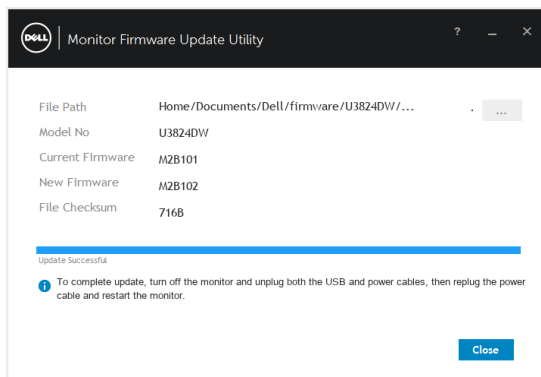 DELL Monitor Firmware Update Utility ? _ ×
File Path Home/Documents/Dell/firmware/U3824DW/... . ...
Model No U3824DW
Current Firmware M2B101
New Firmware M2B102
File Checksum 716B
Update Successful
To complete update, turn off the monitor and unplug both the USB and power cables, then replug the power
cable and restart the monitor.
Close